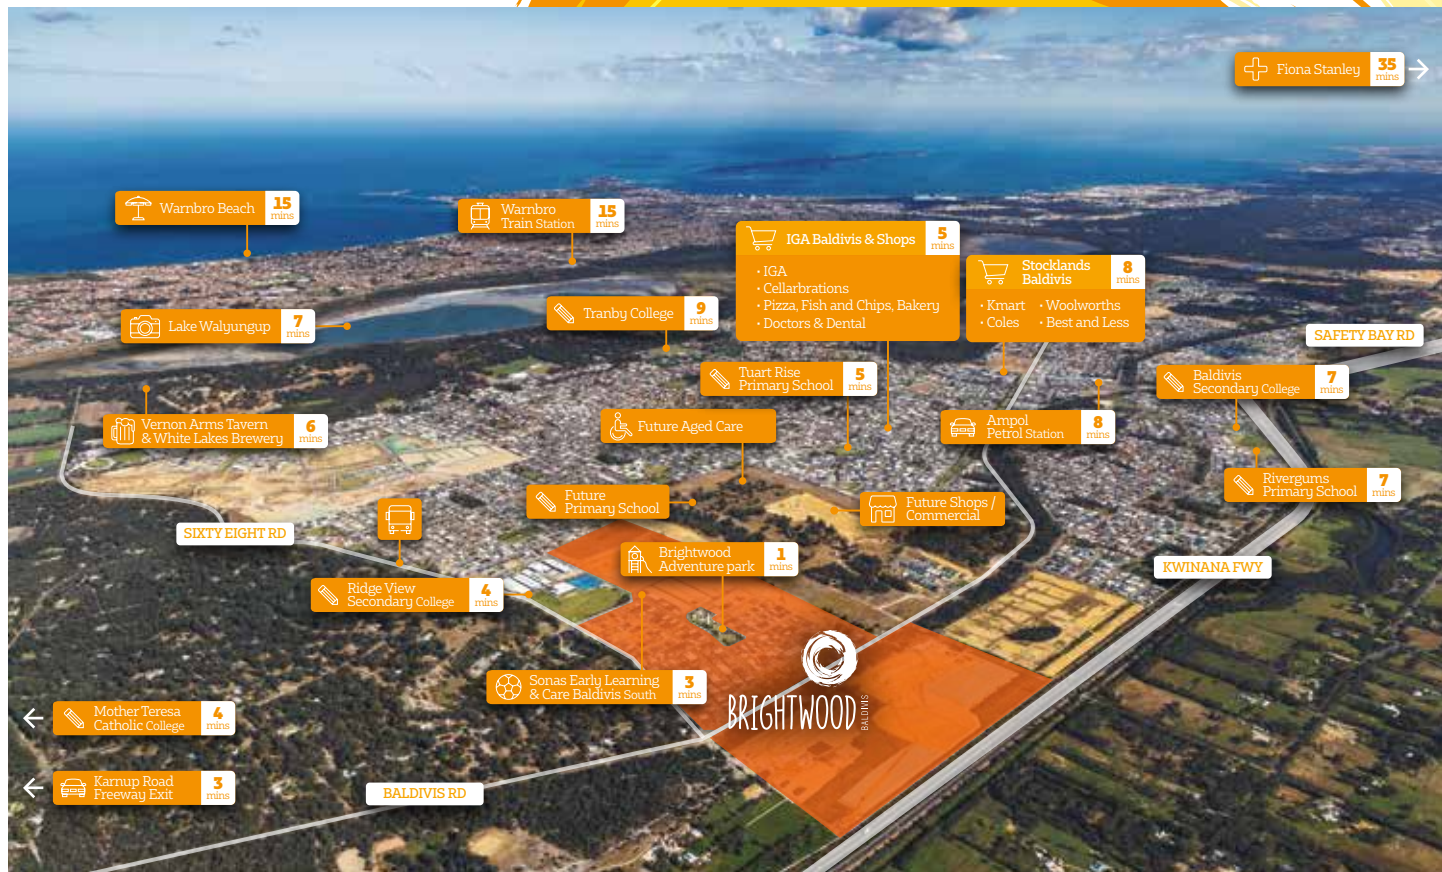 Fiona Stanley
35
mins
Warnbro Beach
15
mins
Warnbro
Train Station
15
mins
IGA Baldivis & Shops
5
mins
· IGA
· Cellarbrations
· Pizza, Fish and Chips, Bakery
· Doctors & Dental
Stocklands
Baldivis
8
mins
· Kmart
· Woolworths
· Coles
· Best and Less
Lake Walyungup
7
mins
Tranby College
9
mins
SAFETY BAY RD
Tuart Rise
Primary School
5
mins
Baldivis
Secondary College
7
mins
Vernon Arms Tavern
& White Lakes Brewery
6
mins
Future Aged Care
Ampol
Petrol Station
8
mins
Rivergums
Primary School
7
mins
Future
Primary School
Future Shops /
Commercial
SIXTY EIGHT RD
Brightwood
Adventure park
1
mins
KWINANA FWY
Ridge View
Secondary College
4
mins
Sonas Early Learning
& Care Baldivis South
3
mins
BRIGHTWOOD
BALDIVIS
Mother Teresa
Catholic College
4
mins
Karnup Road
Freeway Exit
3
mins
BALDIVIS RD